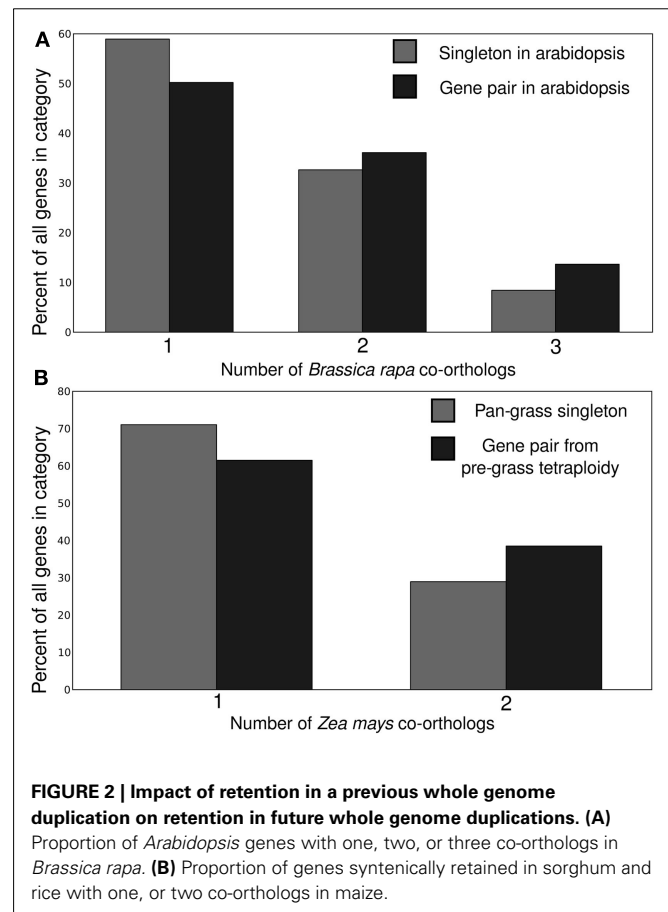 A
Percent of all genes in category
60
50
40
30
20
10
0
Singleton in arabidopsis
Gene pair in arabidopsis
1 2 3
Number of Brassica rapa co-orthologs
B
Percent of all genes in category
80
70
60
50
40
30
20
10
0
Pan-grass singleton
Gene pair from
pre-grass tetraploidy
1 2
Number of Zea mays co-orthologs
FIGURE 2 | Impact of retention in a previous whole genome
duplication on retention in future whole genome duplications. (A)
Proportion of Arabidopsis genes with one, two, or three co-orthologs in
Brassica rapa. (B) Proportion of genes syntenically retained in sorghum and
rice with one, or two co-orthologs in maize.